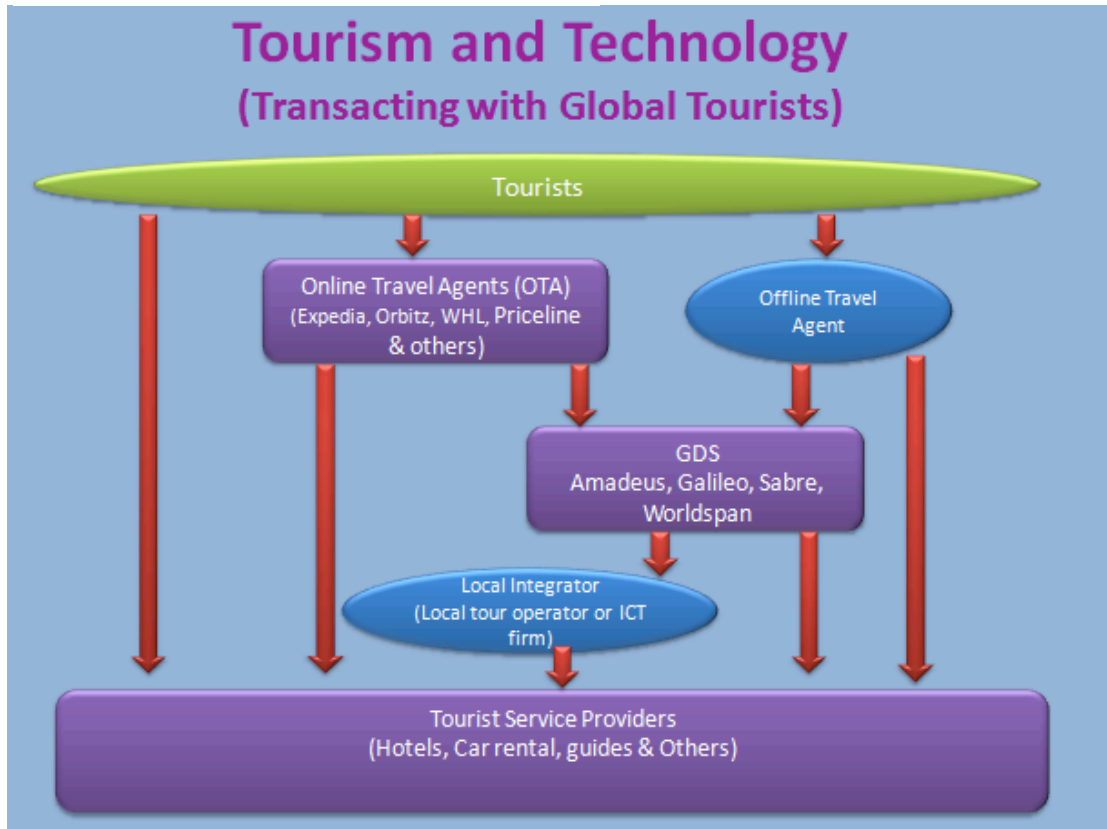 Tourism and Technology
(Transacting with Global Tourists)
Tourists
Online Travel Agents (OTA)
(Expedia, Orbitz, WHL, Priceline
& others)
Offline Travel
Agent
GDS
Amadeus, Galileo, Sabre,
Worldspan
Local Integrator
(Local tour operator or ICT
firm)
Tourist Service Providers
(Hotels, Car rental, guides & Others)